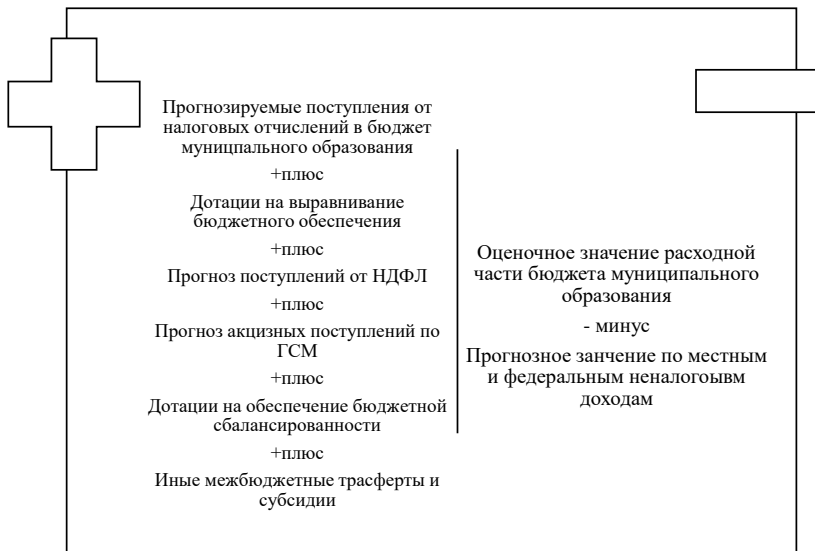 Прогнозируемые поступления от
налоговых отчислений в бюджет
муницпального образования
+плюс
Дотации на выравнивание
бюджетного обеспечения
+плюс
Прогноз поступлений от НДФЛ
+плюс
Прогноз акцизных поступлений по
ГСМ
+плюс
Дотации на обеспечение бюджетной
сбалансированности
+плюс
Иные межбюджетные трасферты и
субсидии
Оценочное значение расходной
части бюджета муниципального
образования
- минус
Прогнозное занчение по местным
и федеральным неналогоывм
доходам